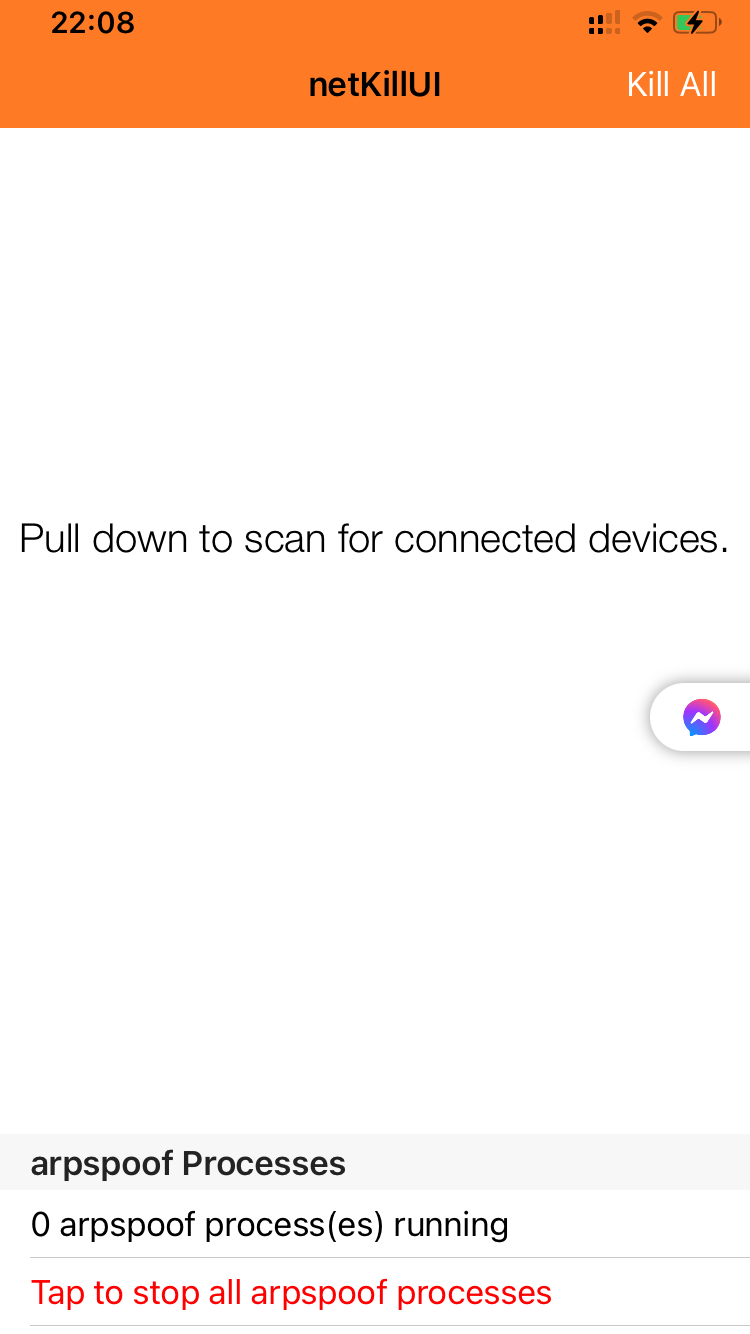 22:08
netKillUI
Kill All
Pull down to scan for connected devices.
arpspoof Processes
0 arpspoof process(es) running
Tap to stop all arpspoof processes